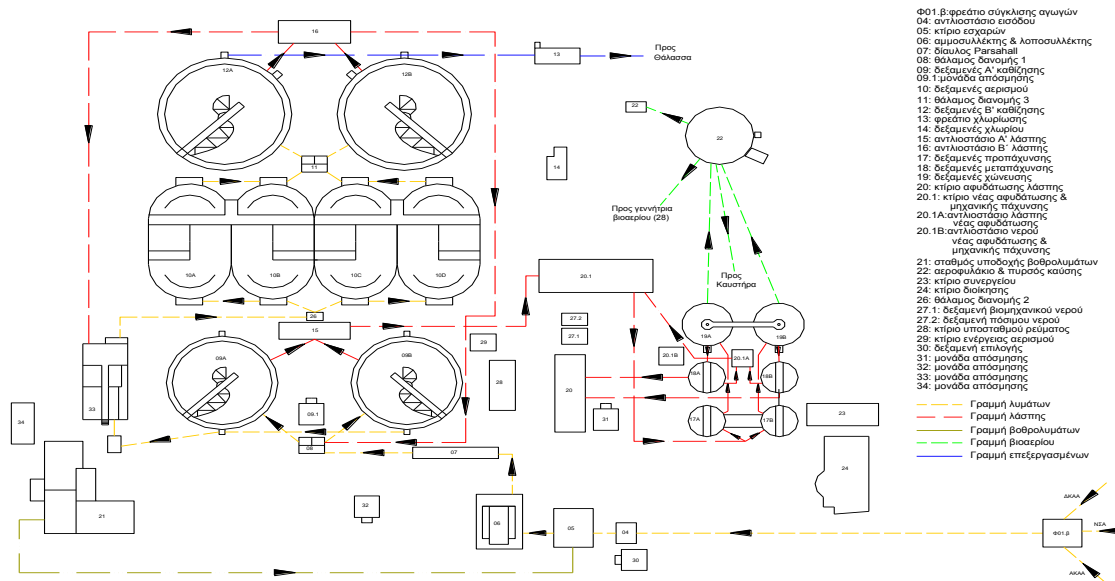 16
12A
12B
13
Προς
Θάλασσα
11
10A
10B
10C
10D
26
15
09A
09B
09.1
33
34
08
07
21
32
06
05
04
30
29
28
14
22
22
Προς γεννήτρια
βιοαερίου (28)
Προς
Καυστήρα
20.1
27.2
27.1
20
20.1B
20.1A
19A
19B
18A
18B
17A
17B
31
23
24
ΔΚΑΑ
ΝΣΑ
Φ01.β
ΑΚΑΑ
Φ01.β:φρεάτιο σύγκλισης αγωγών
04: αντλιοστάσιο εισόδου
05: κτίριο εσχαρών
06: αμμοσυλλέκτης & λοποσυλλέκτης
07: δίαυλος Parsahall
08: θάλαμος δανομής 1
09: δεξαμενές Α' καθίζησης
09.1:μονάδα απόσμησης
10: δεξαμενές αερισμού
11: θάλαμος διανομής 3
12: δεξαμενές Β' καθίζησης
13: φρεάτιο χλωρίωσης
14: δεξαμενές χλωρίου
15: αντλιοστάσιο Α' λάσπης
16: αντλιοστάσιο Β΄ λάσπης
17: δεξαμενές προπάχυνσης
18: δεξαμενές μεταπάχυνσης
19: δεξαμενές χώνευσης
20: κτίριο αφυδάτωσης λάσπης
20.1: κτίριο νέας αφυδάτωσης &
μηχανικής πάχυνσης
20.1Α:αντλιοστάσιο λάσπης
νέας αφυδάτωσης
20.1Β:αντλιοστάσιο νερού
νέας αφυδάτωσης &
μηχανικής πάχυνσης
21: σταθμός υποδοχής βοθρολυμάτων
22: αεροφυλάκιο & πυρσός καύσης
23: κτίριο συνεργείου
24: κτίριο διοίκησης
26: θάλαμος διανομής 2
27.1: δεξαμενή βιομηχανικού νερού
27.2: δεξαμενή πόσιμου νερού
28: κτίριο υποσταθμού ρεύματος
29: κτίριο ενέργειας αερισμού
30: δεξαμενή επιλογής
31: μονάδα απόσμησης
32: μονάδα απόσμησης
33: μονάδα απόσμησης
34: μονάδα απόσμησης
Γραμμή λυμάτων
Γραμμή λάσπης
Γραμμή βοθρολυμάτων
Γραμμή βιοαερίου
Γραμμή επεξεργασμένων